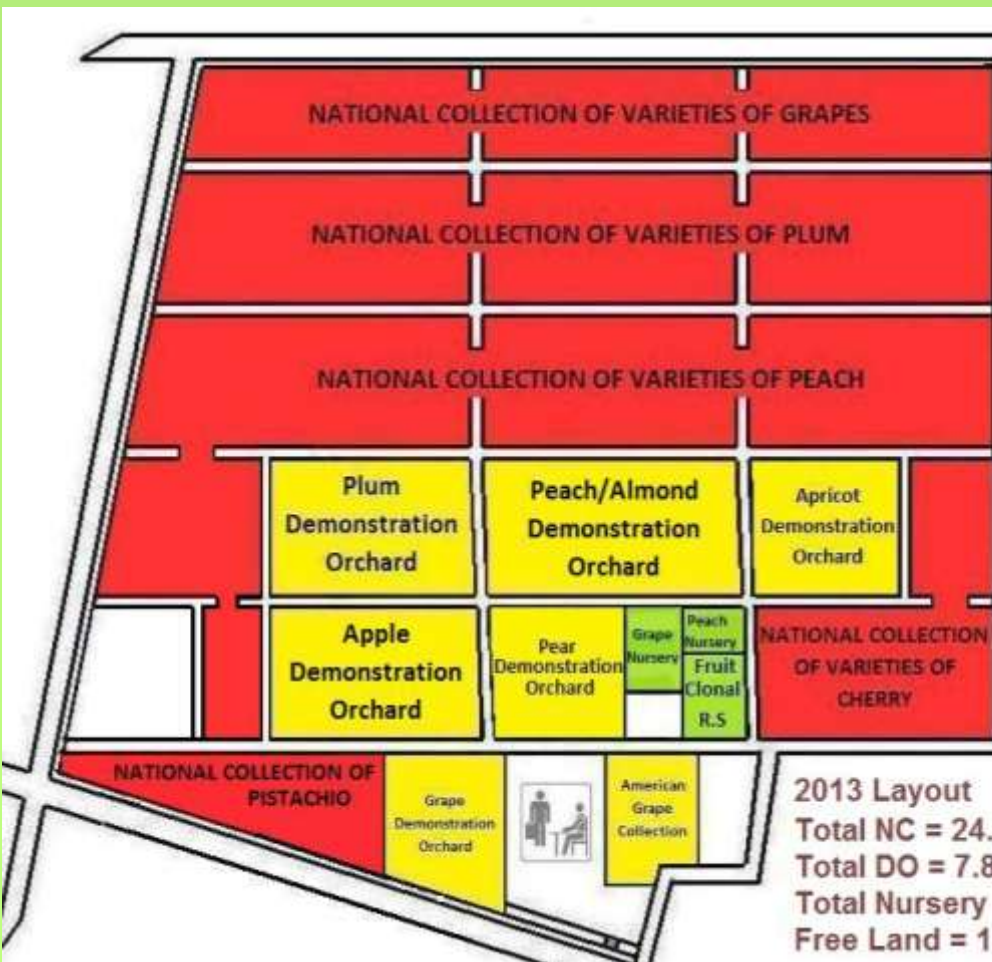 NATIONAL COLLECTION OF VARIETIES OF GRAPES
NATIONAL COLLECTION OF VARIETIES OF PLUM
NATIONAL COLLECTION OF VARIETIES OF PEACH
Plum
Demonstration
Orchard
Peach/Almond
Demonstration
Orchard
Apricot
Demonstration
Orchard
Apple
Demonstration
Orchard
Pear
Demonstration
Orchard
Grape
Nursery
Peach
Nursery
Fruit
Clonal
R.S
NATIONAL COLLECTION
OF VARIETIES OF
CHERRY
NATIONAL COLLECTION OF
PISTACHIO
Grape
Demonstration
Orchard
American
Grape
Collection
2013 Layout
Total NC = 24.
Total DO = 7.8
Total Nursery
Free Land = 1